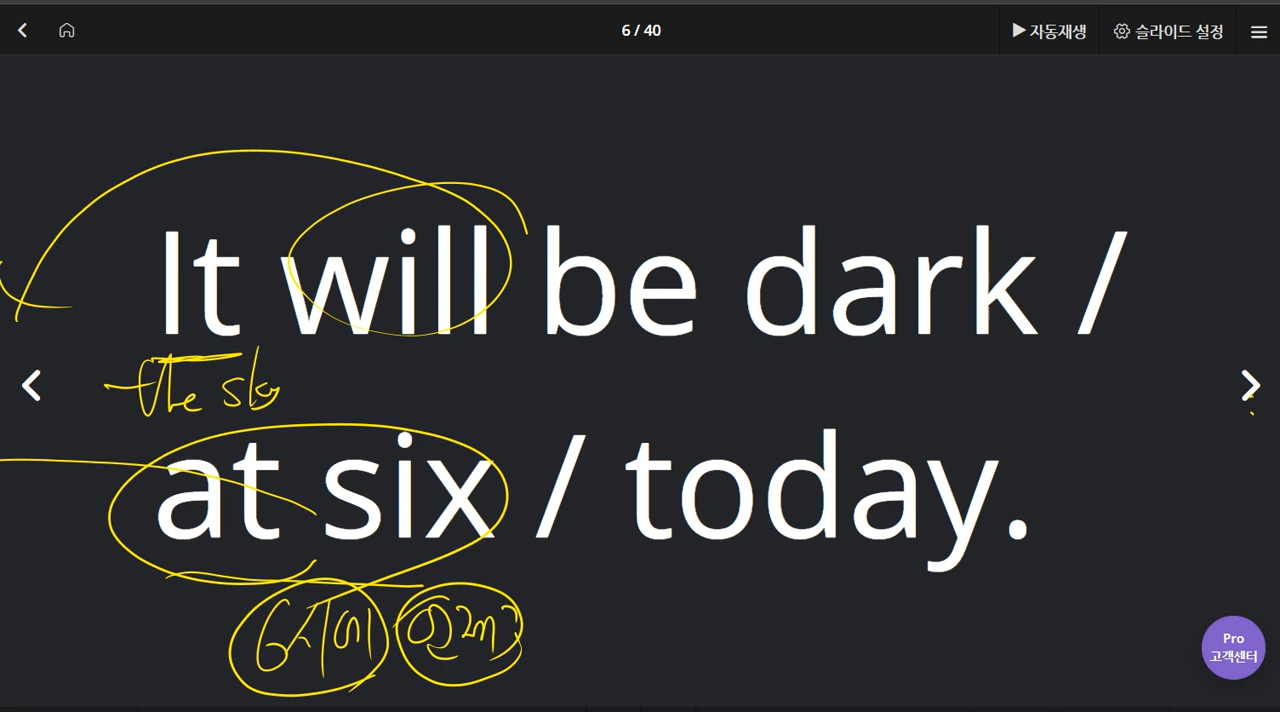 6 / 40
▶자동재생
슬라이드 설정
It will be dark /
the sky
at six / today.
6시에
Pro
고객센터